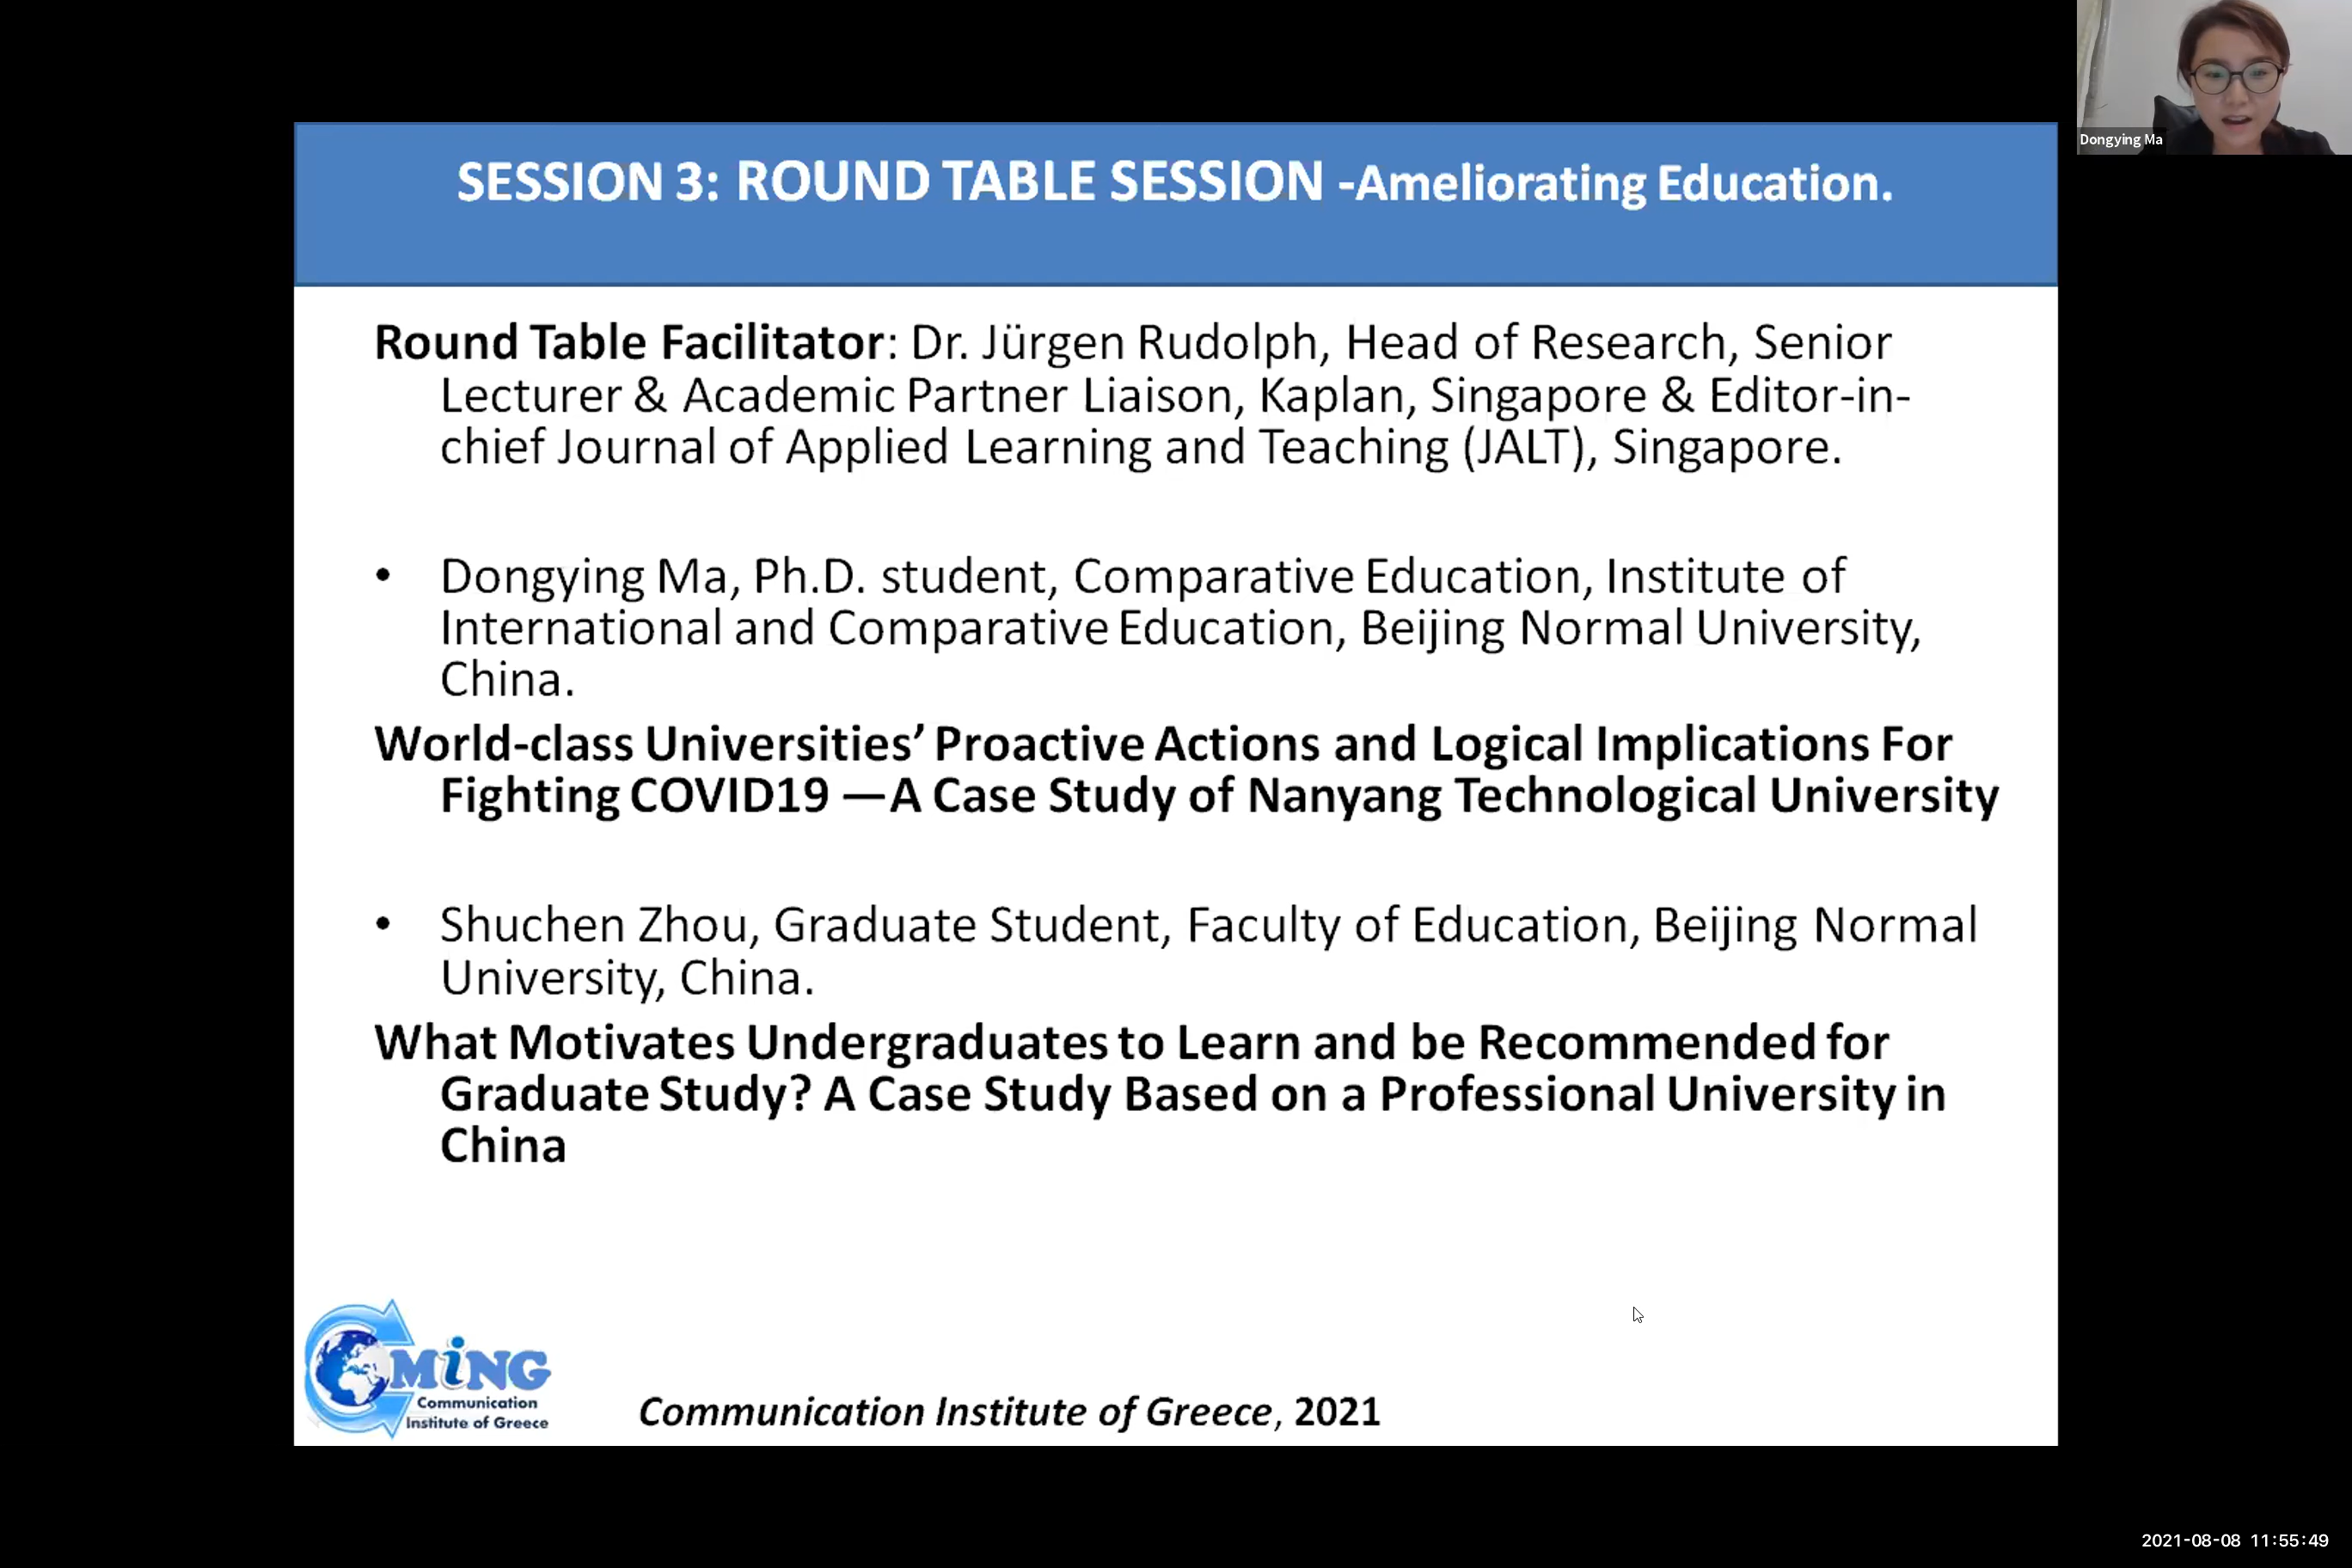 SESSION 3: ROUND TABLE SESSION -Ameliorating Education.
Dongying Ma
Round Table Facilitator: Dr. Jürgen Rudolph, Head of Research, Senior
Lecturer & Academic Partner Liaison, Kaplan, Singapore & Editor-in-
chief Journal of Applied Learning and Teaching (JALT), Singapore.
• Dongying Ma, Ph.D. student, Comparative Education, Institute of
International and Comparative Education, Beijing Normal University,
China.
World-class Universities’ Proactive Actions and Logical Implications For
Fighting COVID19 —A Case Study of Nanyang Technological University
• Shuchen Zhou, Graduate Student, Faculty of Education, Beijing Normal
University, China.
What Motivates Undergraduates to Learn and be Recommended for
Graduate Study? A Case Study Based on a Professional University in
China
CMiNG
Communication
Institute of Greece
Communication Institute of Greece, 2021
2021-08-08 11:55:49